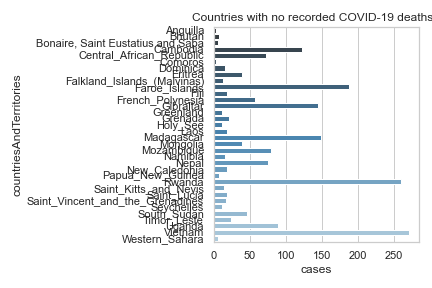 Countries with no recorded COVID-19 deaths
Anguilla
Bhutan
Bonaire, Saint Eustatius and Saba
Cambodia
Central_African_Republic
Comoros
Dominica
Eritrea
Falkland_Islands_(Malvinas)
Faroe_Islands
Fiji
French_Polynesia
Gibraltar
Greenland
Grenada
Holy_See
Laos
Madagascar
Mongolia
Mozambique
Namibia
Nepal
New_Caledonia
Papua_New_Guinea
Rwanda
Saint_Kitts_and_Nevis
Saint_Lucia
Saint_Vincent_and_the_Grenadines
Seychelles
South_Sudan
Timor_Leste
Uganda
Vietnam
Western_Sahara
countriesAndTerritories
0 50 100 150 200 250
cases